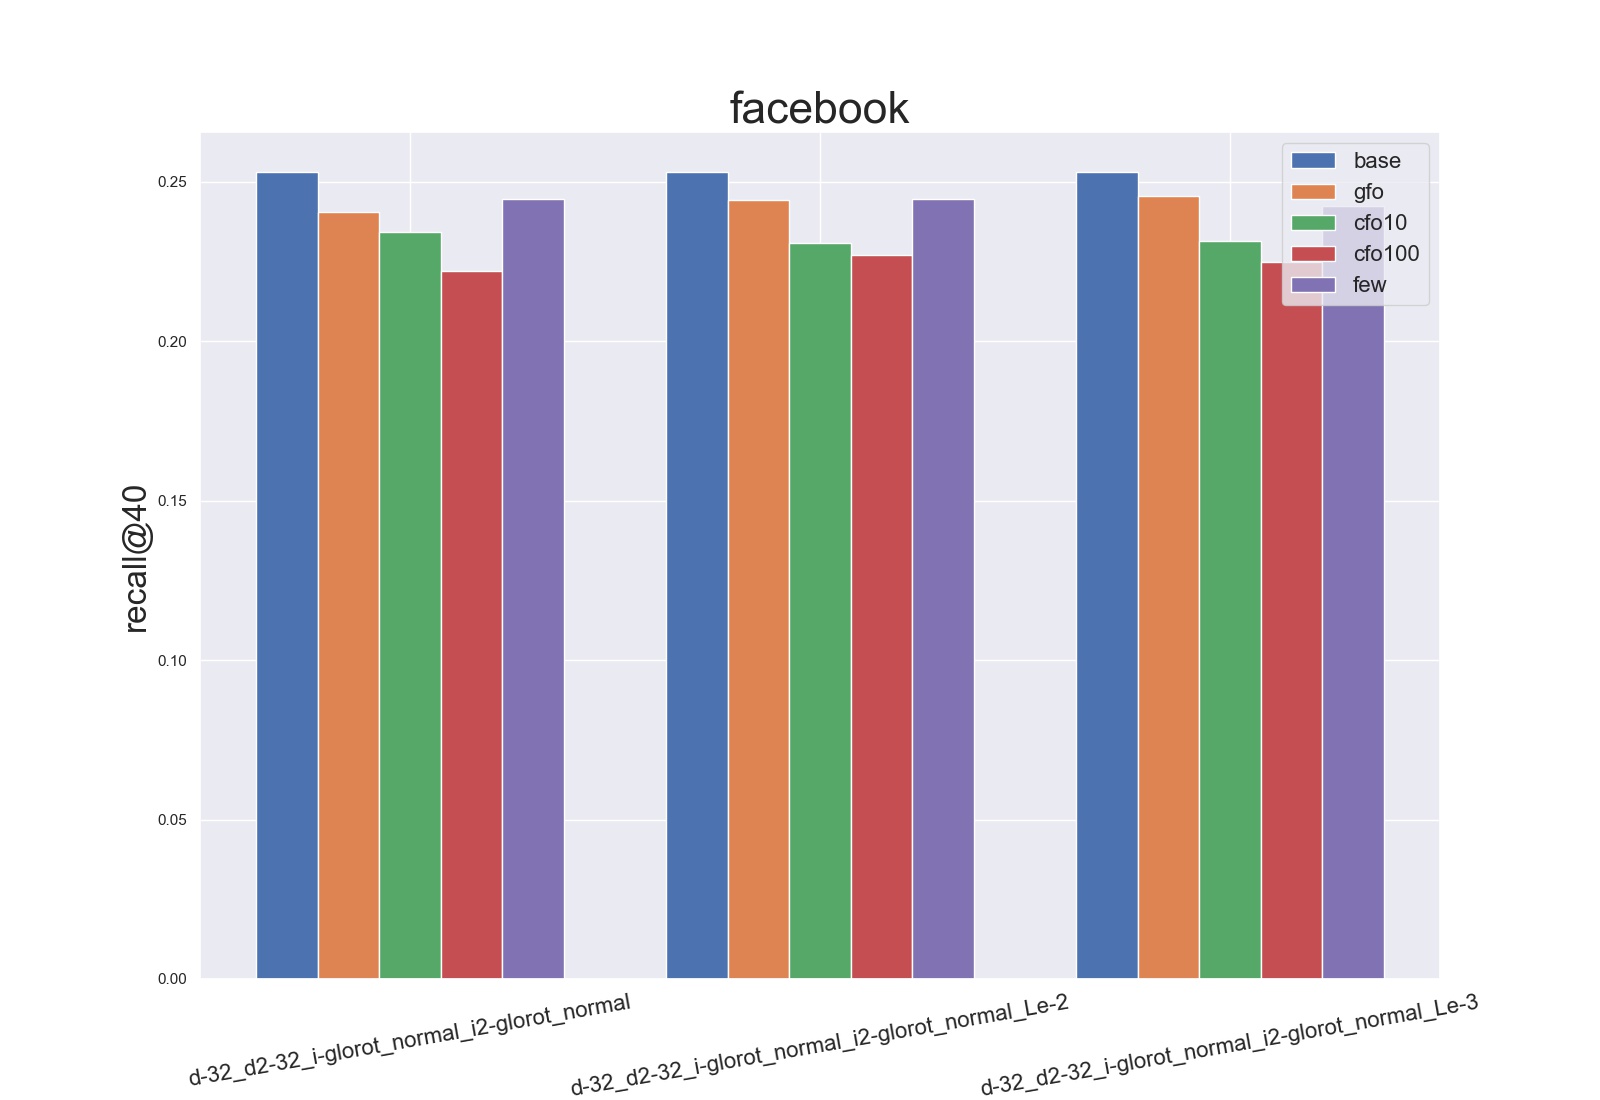 facebook
base
gfo
cfo10
cfo100
few
recall@40
0.25
0.20
0.15
0.10
0.05
0.00
d-32_d2-32_i-glorot_normal_i2-glorot_normal
d-32_d2-32_i-glorot_normal_i2-glorot_normal_Le-2
d-32_d2-32_i-glorot_normal_i2-glorot_normal_Le-3